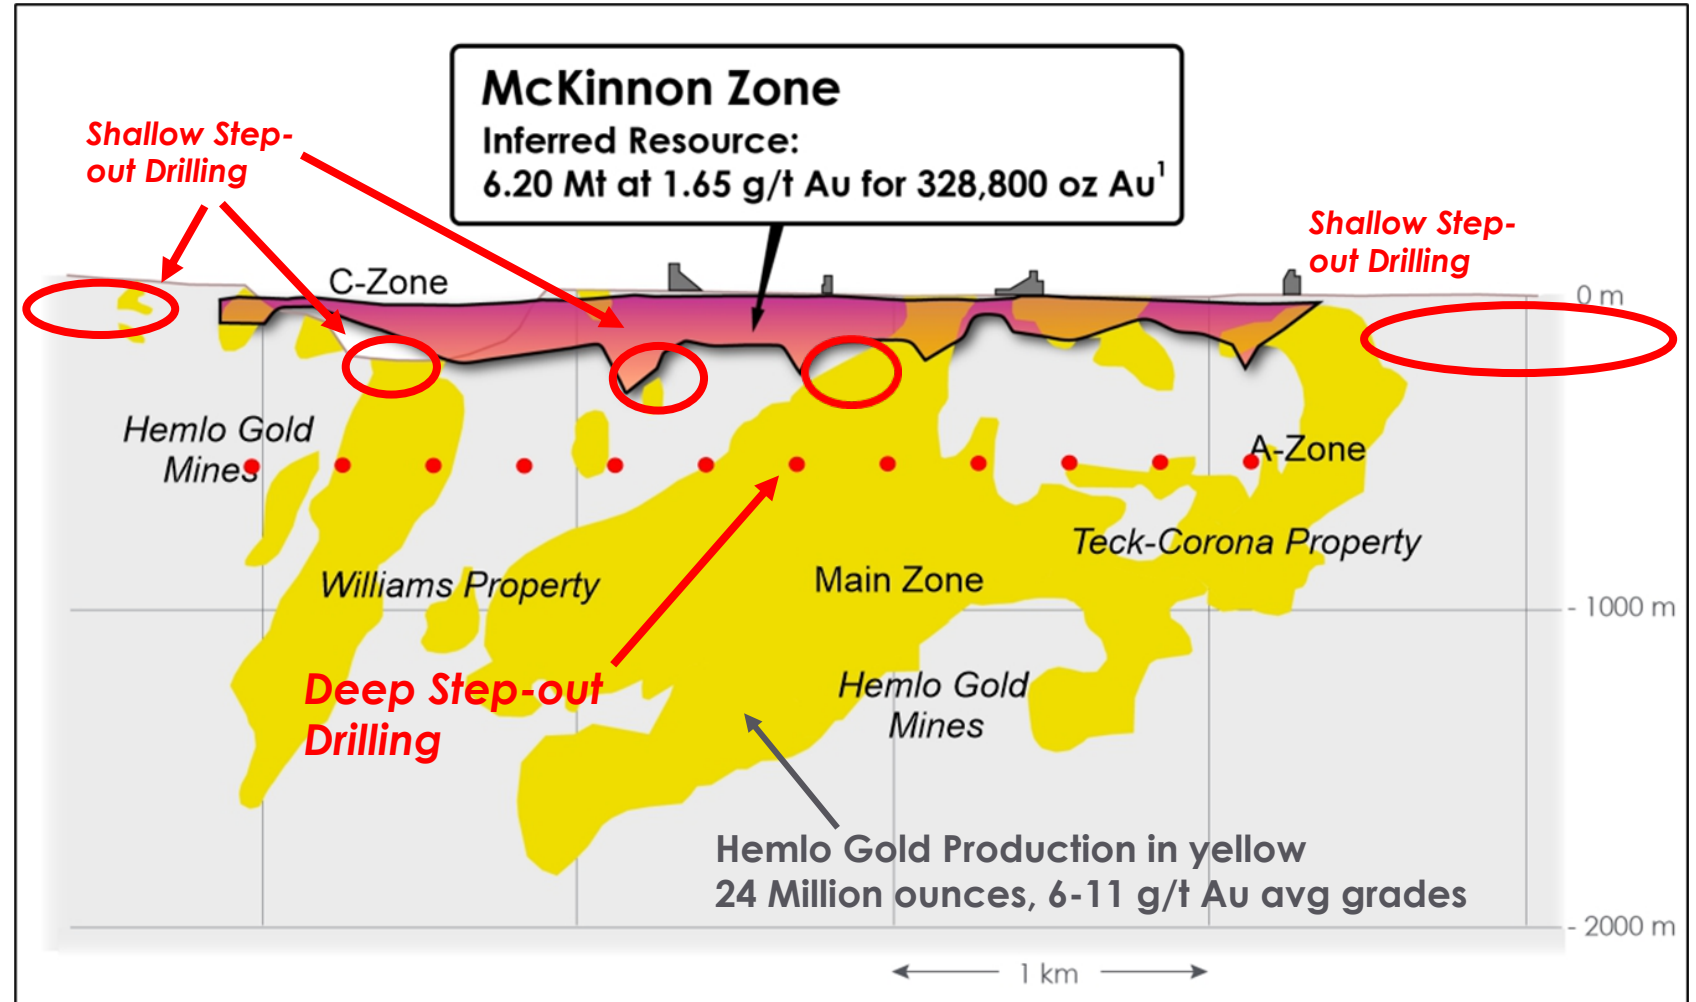 McKinnon Zone
Inferred Resource:
6.20 Mt at 1.65 g/t Au for 328,800 oz Au¹
Shallow Step-
out Drilling
Shallow Step-
out Drilling
C-Zone
0 m
Hemlo Gold
Mines
A-Zone
Teck-Corona Property
Williams Property
Main Zone
- 1000 m
Deep Step-out
Drilling
Hemlo Gold
Mines
Hemlo Gold Production in yellow
24 Million ounces, 6-11 g/t Au avg grades
- 2000 m
1 km